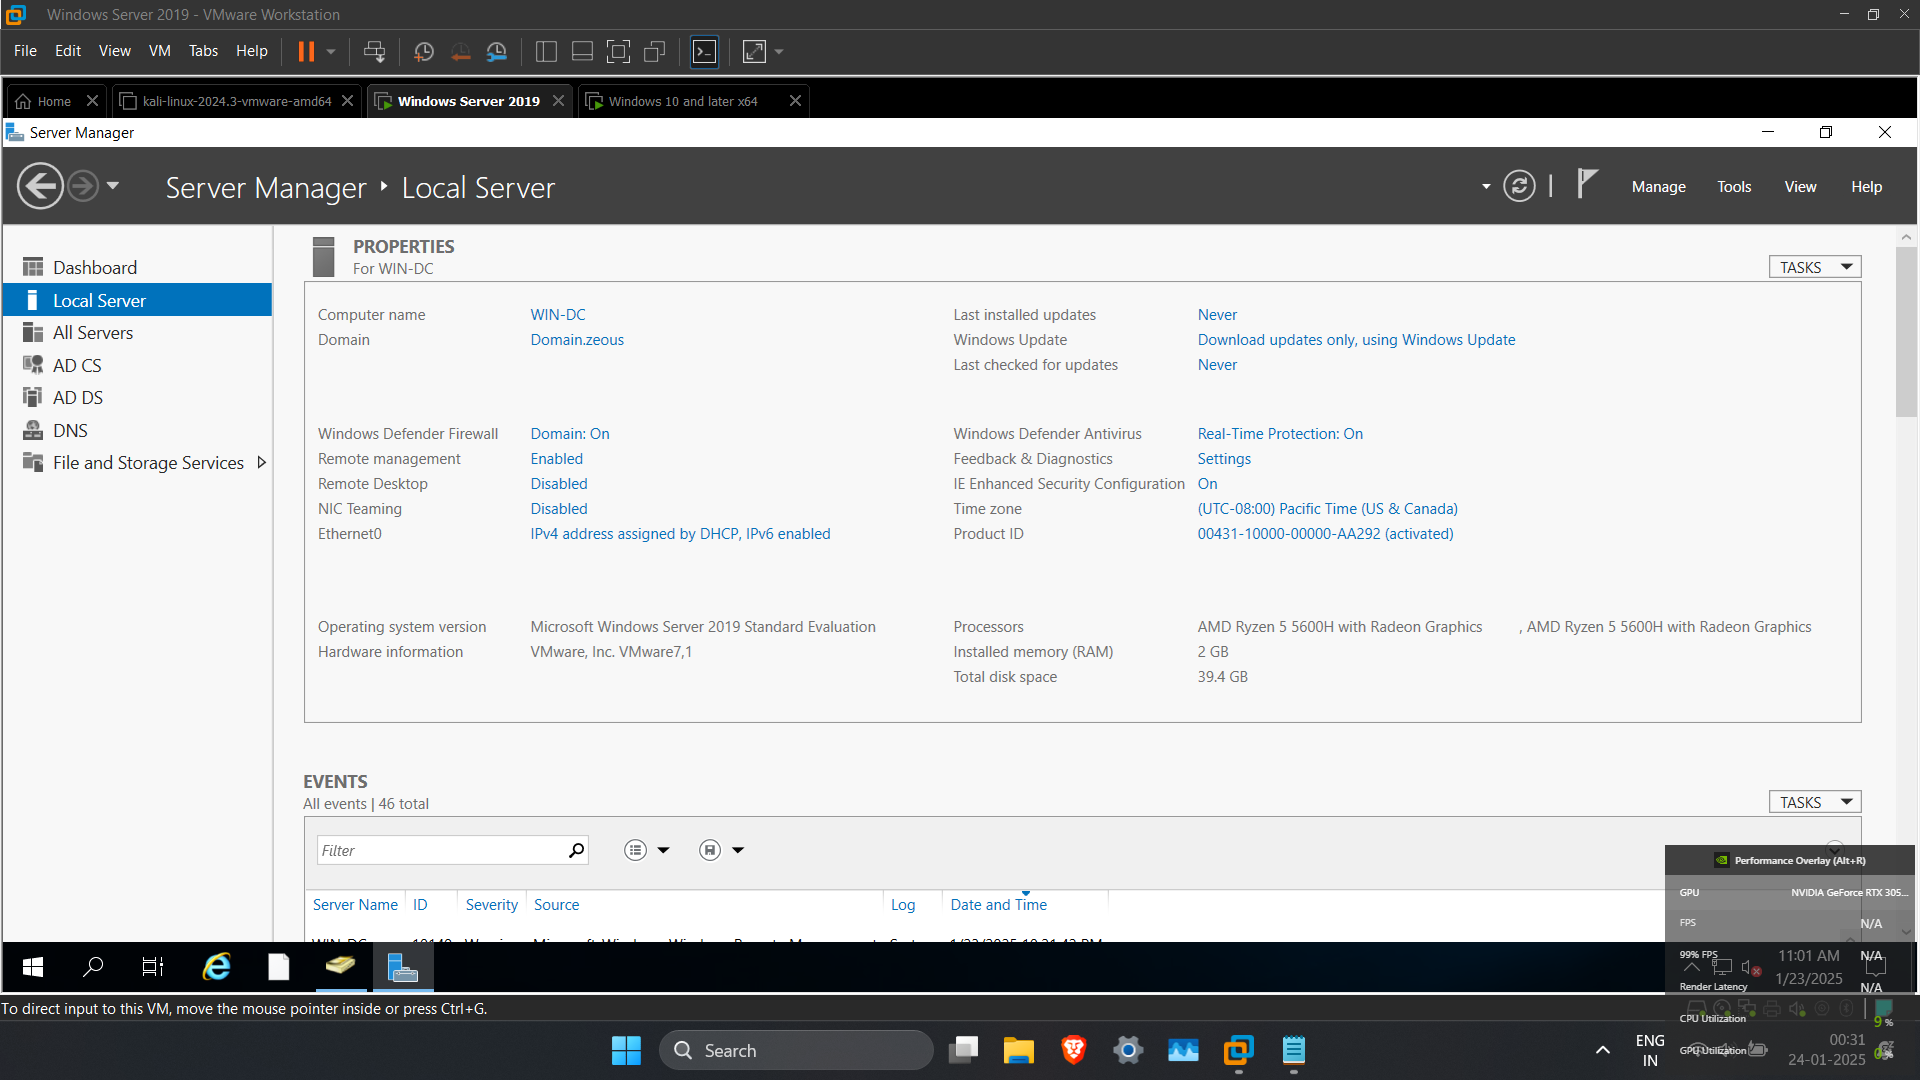 Windows Server 2019 - VMware Workstation
File Edit View VM Tabs Help
Home kali-linux-2024.3-vmware-amd64 Windows Server 2019 Windows 10 and later x64
Server Manager
Server Manager Local Server
Manage Tools View Help
Dashboard
Local Server
All Servers
AD CS
AD DS
DNS
File and Storage Services
PROPERTIES
For WIN-DC
TASKS
Computer name WIN-DC
Domain Domain.zeous
Last installed updates Never
Windows Update Download updates only, using Windows Update
Last checked for updates Never
Windows Defender Firewall Domain: On
Remote management Enabled
Remote Desktop Disabled
NIC Teaming Disabled
Ethernet0 IPv4 address assigned by DHCP, IPv6 enabled
Windows Defender Antivirus Real-Time Protection: On
Feedback & Diagnostics Settings
IE Enhanced Security Configuration On
Time zone (UTC-08:00) Pacific Time (US & Canada)
Product ID 00431-10000-00000-AA292 (activated)
Operating system version Microsoft Windows Server 2019 Standard Evaluation
Hardware information VMware, Inc. VMware7,1
Processors AMD Ryzen 5 5600H with Radeon Graphics , AMD Ryzen 5 5600H with Radeon Graphics
Installed memory (RAM) 2 GB
Total disk space 39.4 GB
EVENTS
All events | 46 total
TASKS
Filter
Server Name ID Severity Source Log Date and Time
Performance Overlay (Alt+R)
GPU NVIDIA GeForce RTX 305...
FPS N/A
99% FPS N/A
Render Latency N/A
CPU Utilization 9 %
GPU Utilization 0%
11:01 AM
1/23/2025
To direct input to this VM, move the mouse pointer inside or press Ctrl+G.
Search
ENG
IN
00:31
24-01-2025